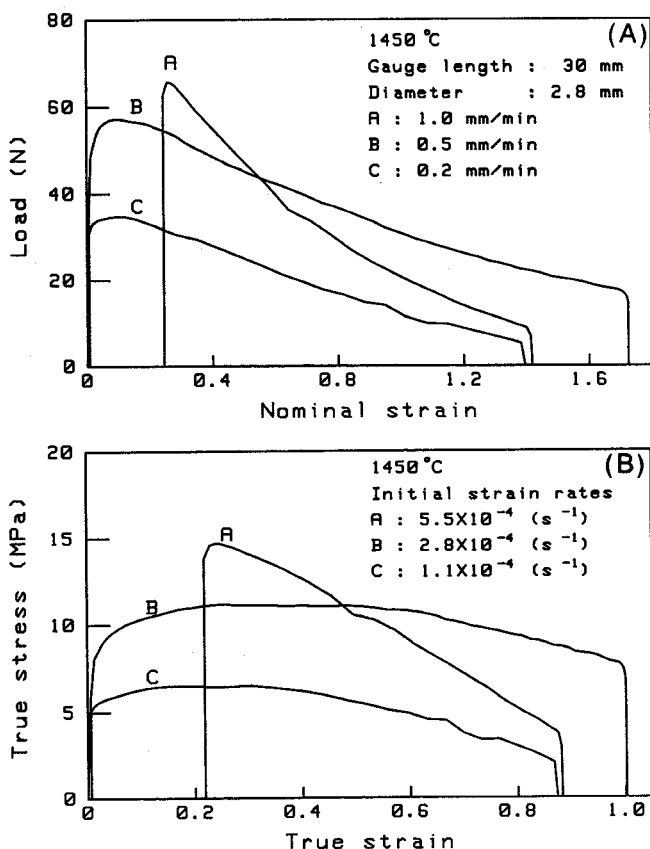 80
60
40
20
0
Load (N)
0
0.4
0.8
1.2
1.6
Nominal strain
A
B
C
1450 °C
(A)
Gauge length : 30 mm
Diameter : 2.8 mm
A : 1.0 mm/min
B : 0.5 mm/min
C : 0.2 mm/min
20
15
10
5
0
True stress (MPa)
0
0.2
0.4
0.6
0.8
1.0
True strain
A
B
C
1450 °C
(B)
Initial strain rates
A : 5.5X10⁻⁴ (s⁻¹)
B : 2.8X10⁻⁴ (s⁻¹)
C : 1.1X10⁻⁴ (s⁻¹)